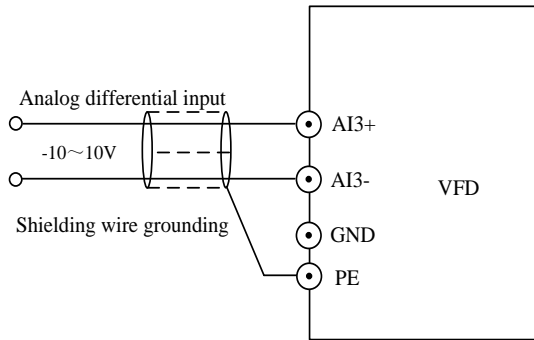 Analog differential input
AI3+
-10～10V
AI3-
VFD
Shielding wire grounding
GND
PE